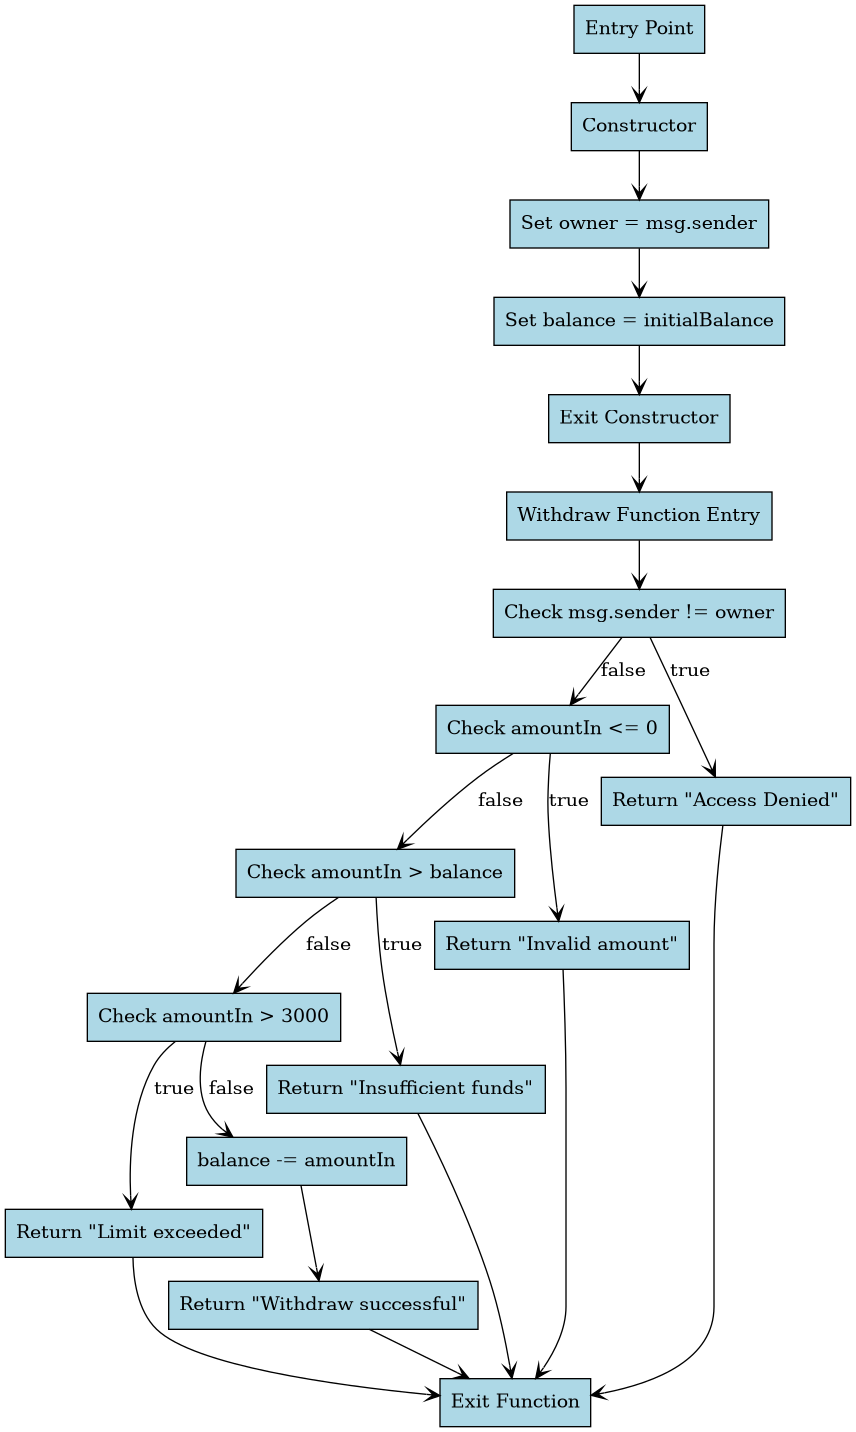 Entry Point
Constructor
Set owner = msg.sender
Set balance = initialBalance
Exit Constructor
Withdraw Function Entry
Check msg.sender != owner
false
true
Check amountIn <= 0
Return "Access Denied"
false
true
Check amountIn > balance
Return "Invalid amount"
false
true
Check amountIn > 3000
Return "Insufficient funds"
true
false
balance -= amountIn
Return "Limit exceeded"
Return "Withdraw successful"
Exit Function